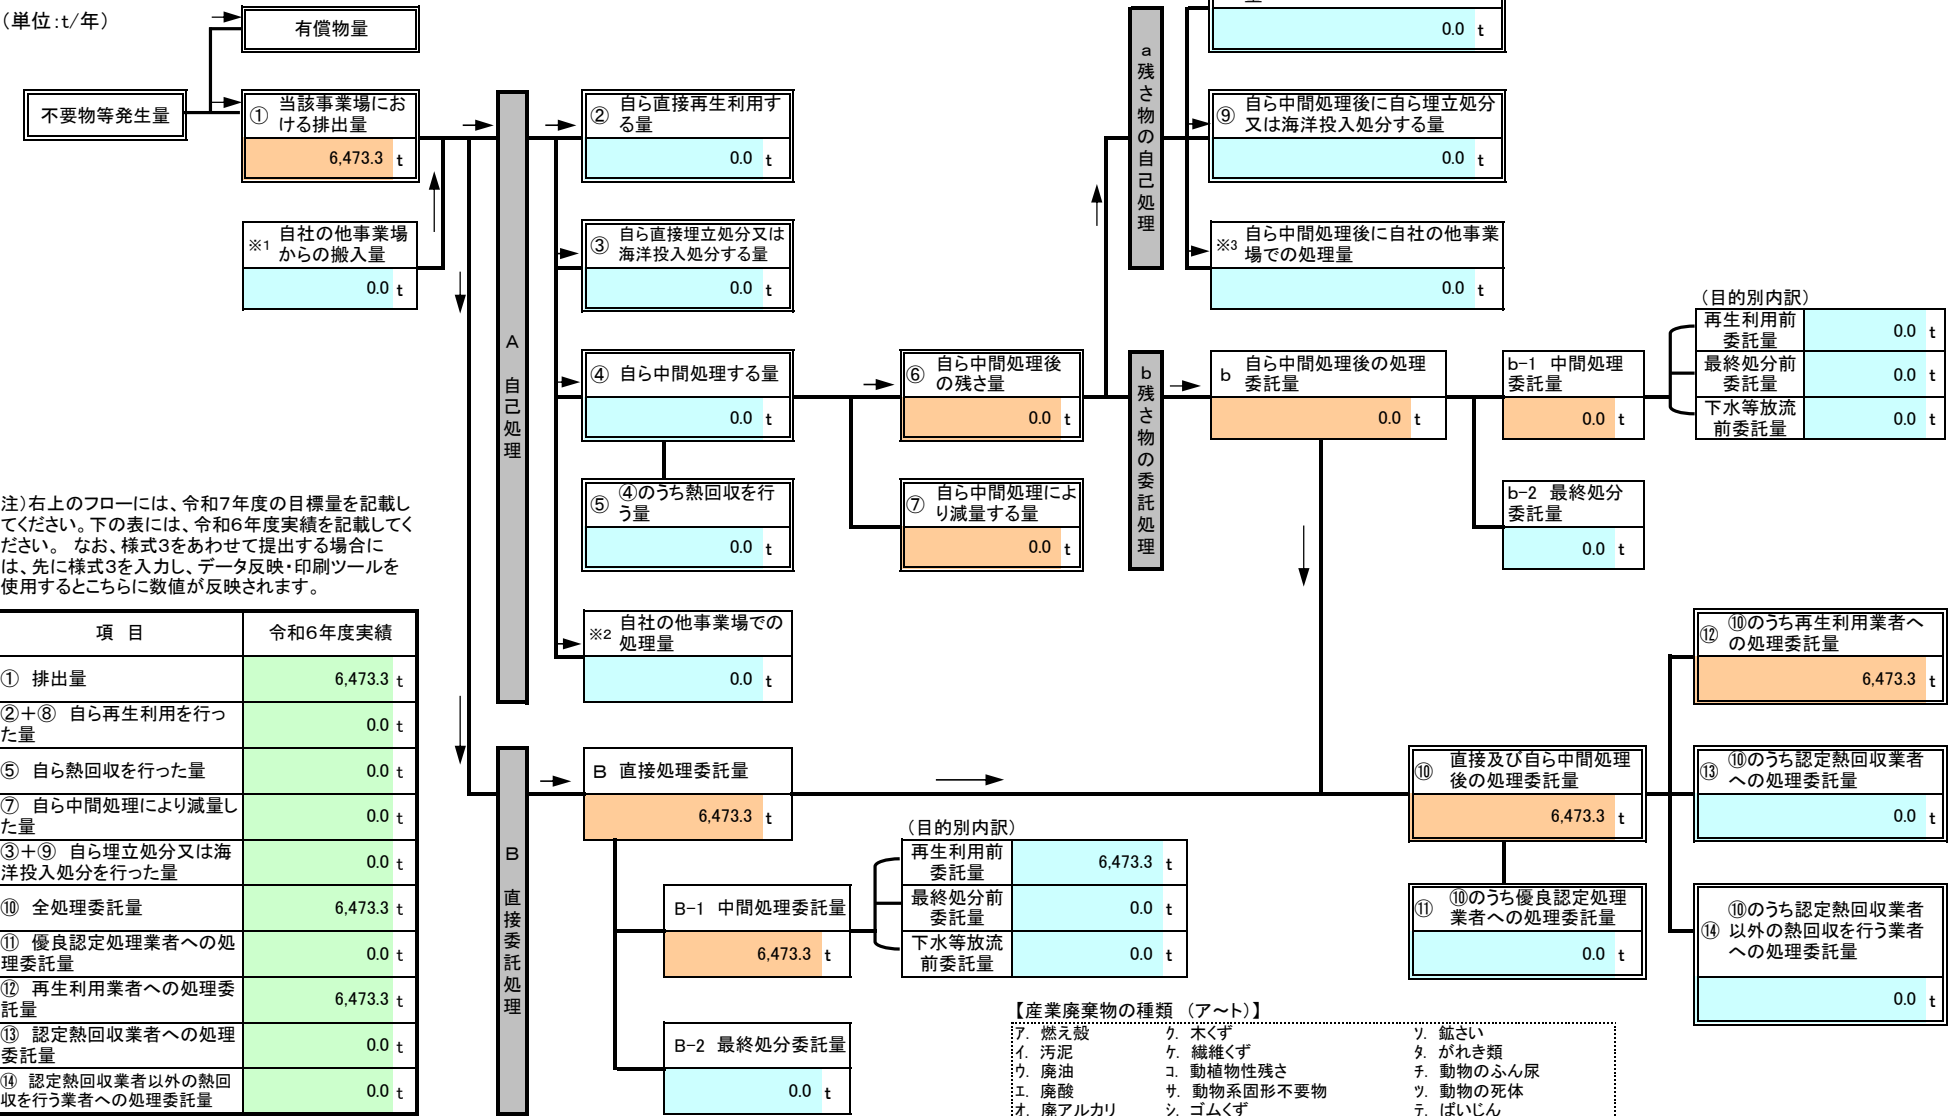 （単位：t/年）
有償物量
不要物等発生量
① 当該事業場にお
ける排出量
6,473.3 t
※1 自社の他事業場
からの搬入量
0.0 t
A 自己処理
② 自ら直接再生利用す
る量
0.0 t
③ 自ら直接埋立処分又は
海洋投入処分する量
0.0 t
④ 自ら中間処理する量
0.0 t
⑤ ④のうち熱回収を行
う量
0.0 t
※2 自社の他事業場での
処理量
0.0 t
⑥ 自ら中間処理後
の残さ量
0.0 t
⑦ 自ら中間処理によ
り減量する量
0.0 t
a 残さ物の自己処理
0.0 t
⑨ 自ら中間処理後に自ら埋立処分
又は海洋投入処分する量
0.0 t
※3 自ら中間処理後に自社の他事業
場での処理量
0.0 t
b 残さ物の委託処理
b 自ら中間処理後の処理
委託量
0.0 t
b-1 中間処理
委託量
0.0 t
b-2 最終処分
委託量
0.0 t
（目的別内訳）
再生利用前
委託量
0.0 t
最終処分前
委託量
0.0 t
下水等放流
前委託量
0.0 t
注）右上のフローには、令和７年度の目標量を記載し
てください。下の表には、令和６年度実績を記載してく
ださい。 なお、様式３をあわせて提出する場合に
は、先に様式３を入力し、データ反映・印刷ツールを
使用するとこちらに数値が反映されます。
項 目 令和６年度実績
① 排出量 6,473.3 t
②＋⑧ 自ら再生利用を行っ
た量 0.0 t
⑤ 自ら熱回収を行った量 0.0 t
⑦ 自ら中間処理により減量し
た量 0.0 t
③＋⑨ 自ら埋立処分又は海
洋投入処分を行った量 0.0 t
⑩ 全処理委託量 6,473.3 t
⑪ 優良認定処理業者への処
理委託量 0.0 t
⑫ 再生利用業者への処理委
託量 6,473.3 t
⑬ 認定熱回収業者への処理
委託量 0.0 t
⑭ 認定熱回収業者以外の熱回
収を行う業者への処理委託量 0.0 t
B 直接委託処理
B 直接処理委託量
6,473.3 t
B-1 中間処理委託量
6,473.3 t
B-2 最終処分委託量
0.0 t
（目的別内訳）
再生利用前
委託量
6,473.3 t
最終処分前
委託量
0.0 t
下水等放流
前委託量
0.0 t
⑩ 直接及び自ら中間処理
後の処理委託量
6,473.3 t
⑪ ⑩のうち優良認定処理
業者への処理委託量
0.0 t
⑫ ⑩のうち再生利用業者へ
の処理委託量
6,473.3 t
⑬ ⑩のうち認定熱回収業者
への処理委託量
0.0 t
⑭ ⑩のうち認定熱回収業者
以外の熱回収を行う業者
への処理委託量
0.0 t
【産業廃棄物の種類 （ア～ト）】
ア. 燃え殻 ク. 木くず ソ. 鉱さい
イ. 汚泥 ケ. 繊維くず タ. がれき類
ウ. 廃油 コ. 動植物性残さ チ. 動物のふん尿
エ. 廃酸 サ. 動物系固形不要物 ツ. 動物の死体
オ. 廃アルカリ シ. ゴムくず テ. ばいじん